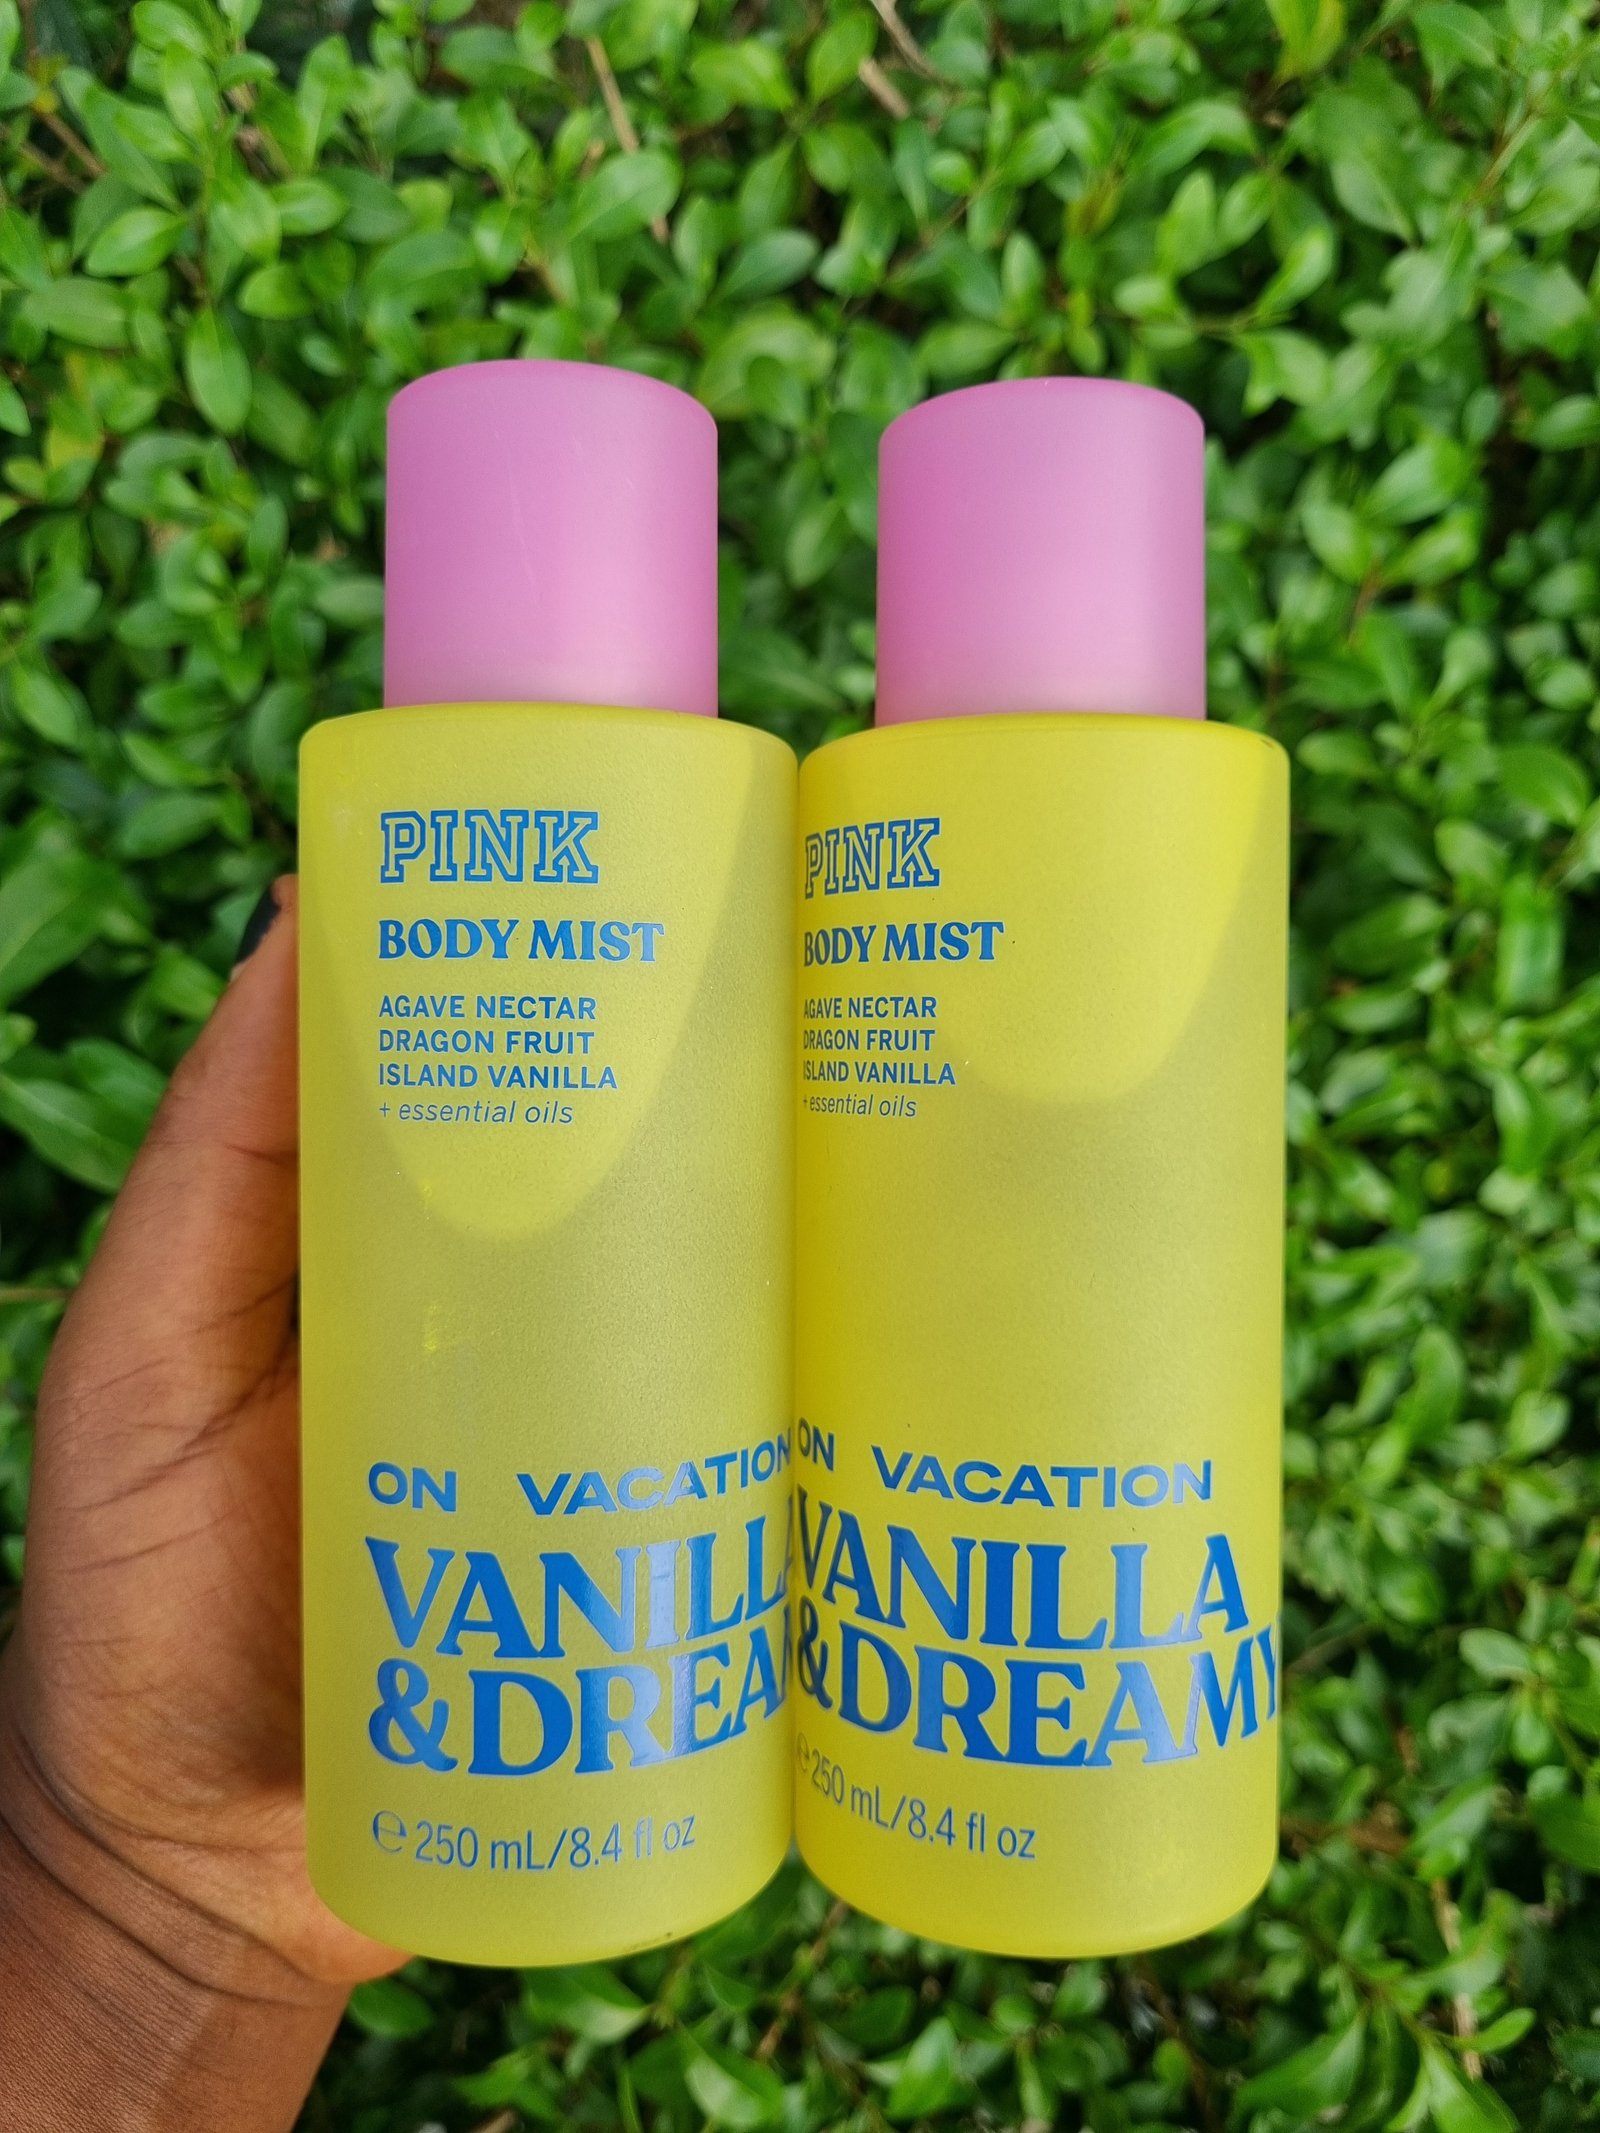 PINK
BODY MIST
AGAVE NECTAR
DRAGON FRUIT
ISLAND VANILLA
+ essential oils
ON VACATION
VANILLA
&DREAM
℮ 250 mL/8.4 fl oz
PINK
BODY MIST
AGAVE NECTAR
DRAGON FRUIT
ISLAND VANILLA
+ essential oils
ON VACATION
VANILLA
&DREAMY
℮ 250 mL/8.4 fl oz